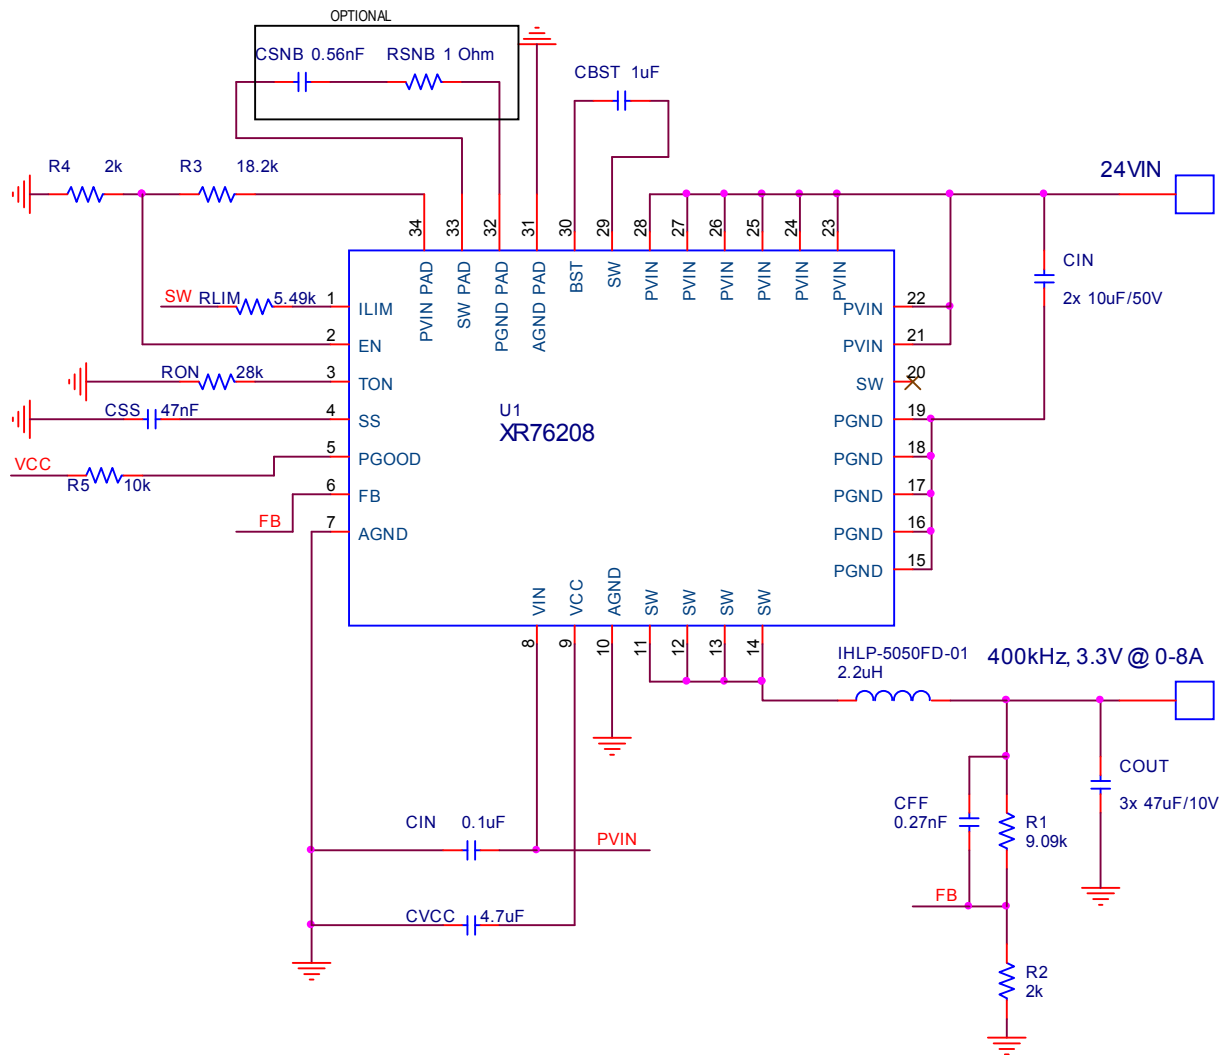 OPTIONAL
CSNB 0.56nF RSNB 1 Ohm
CBST 1uF
R4 2k R3 18.2k
24VIN
34 33 32 31 30 29 28 27 26 25 24 23
PVIN PAD
SW PAD
PGND PAD
AGND PAD
BST
SW
PVIN
PVIN
PVIN
PVIN
PVIN
PVIN
CIN
2x 10uF/50V
SW RLIM 5.49k 1 ILIM
2 EN
RON 28k 3 TON
CSS 47nF 4 SS
VCC R5 10k 5 PGOOD
FB 6 FB
7 AGND
U1
XR76208
PVIN 22
PVIN 21
SW 20
PGND 19
PGND 18
PGND 17
PGND 16
PGND 15
VIN
VCC
AGND
SW
SW
SW
SW
8 9 10 11 12 13 14
IHLP-5050FD-01
2.2uH
400kHz, 3.3V @ 0-8A
COUT
3x 47uF/10V
CFF
0.27nF
R1
9.09k
CIN 0.1uF
PVIN
FB
CVCC 4.7uF
R2
2k